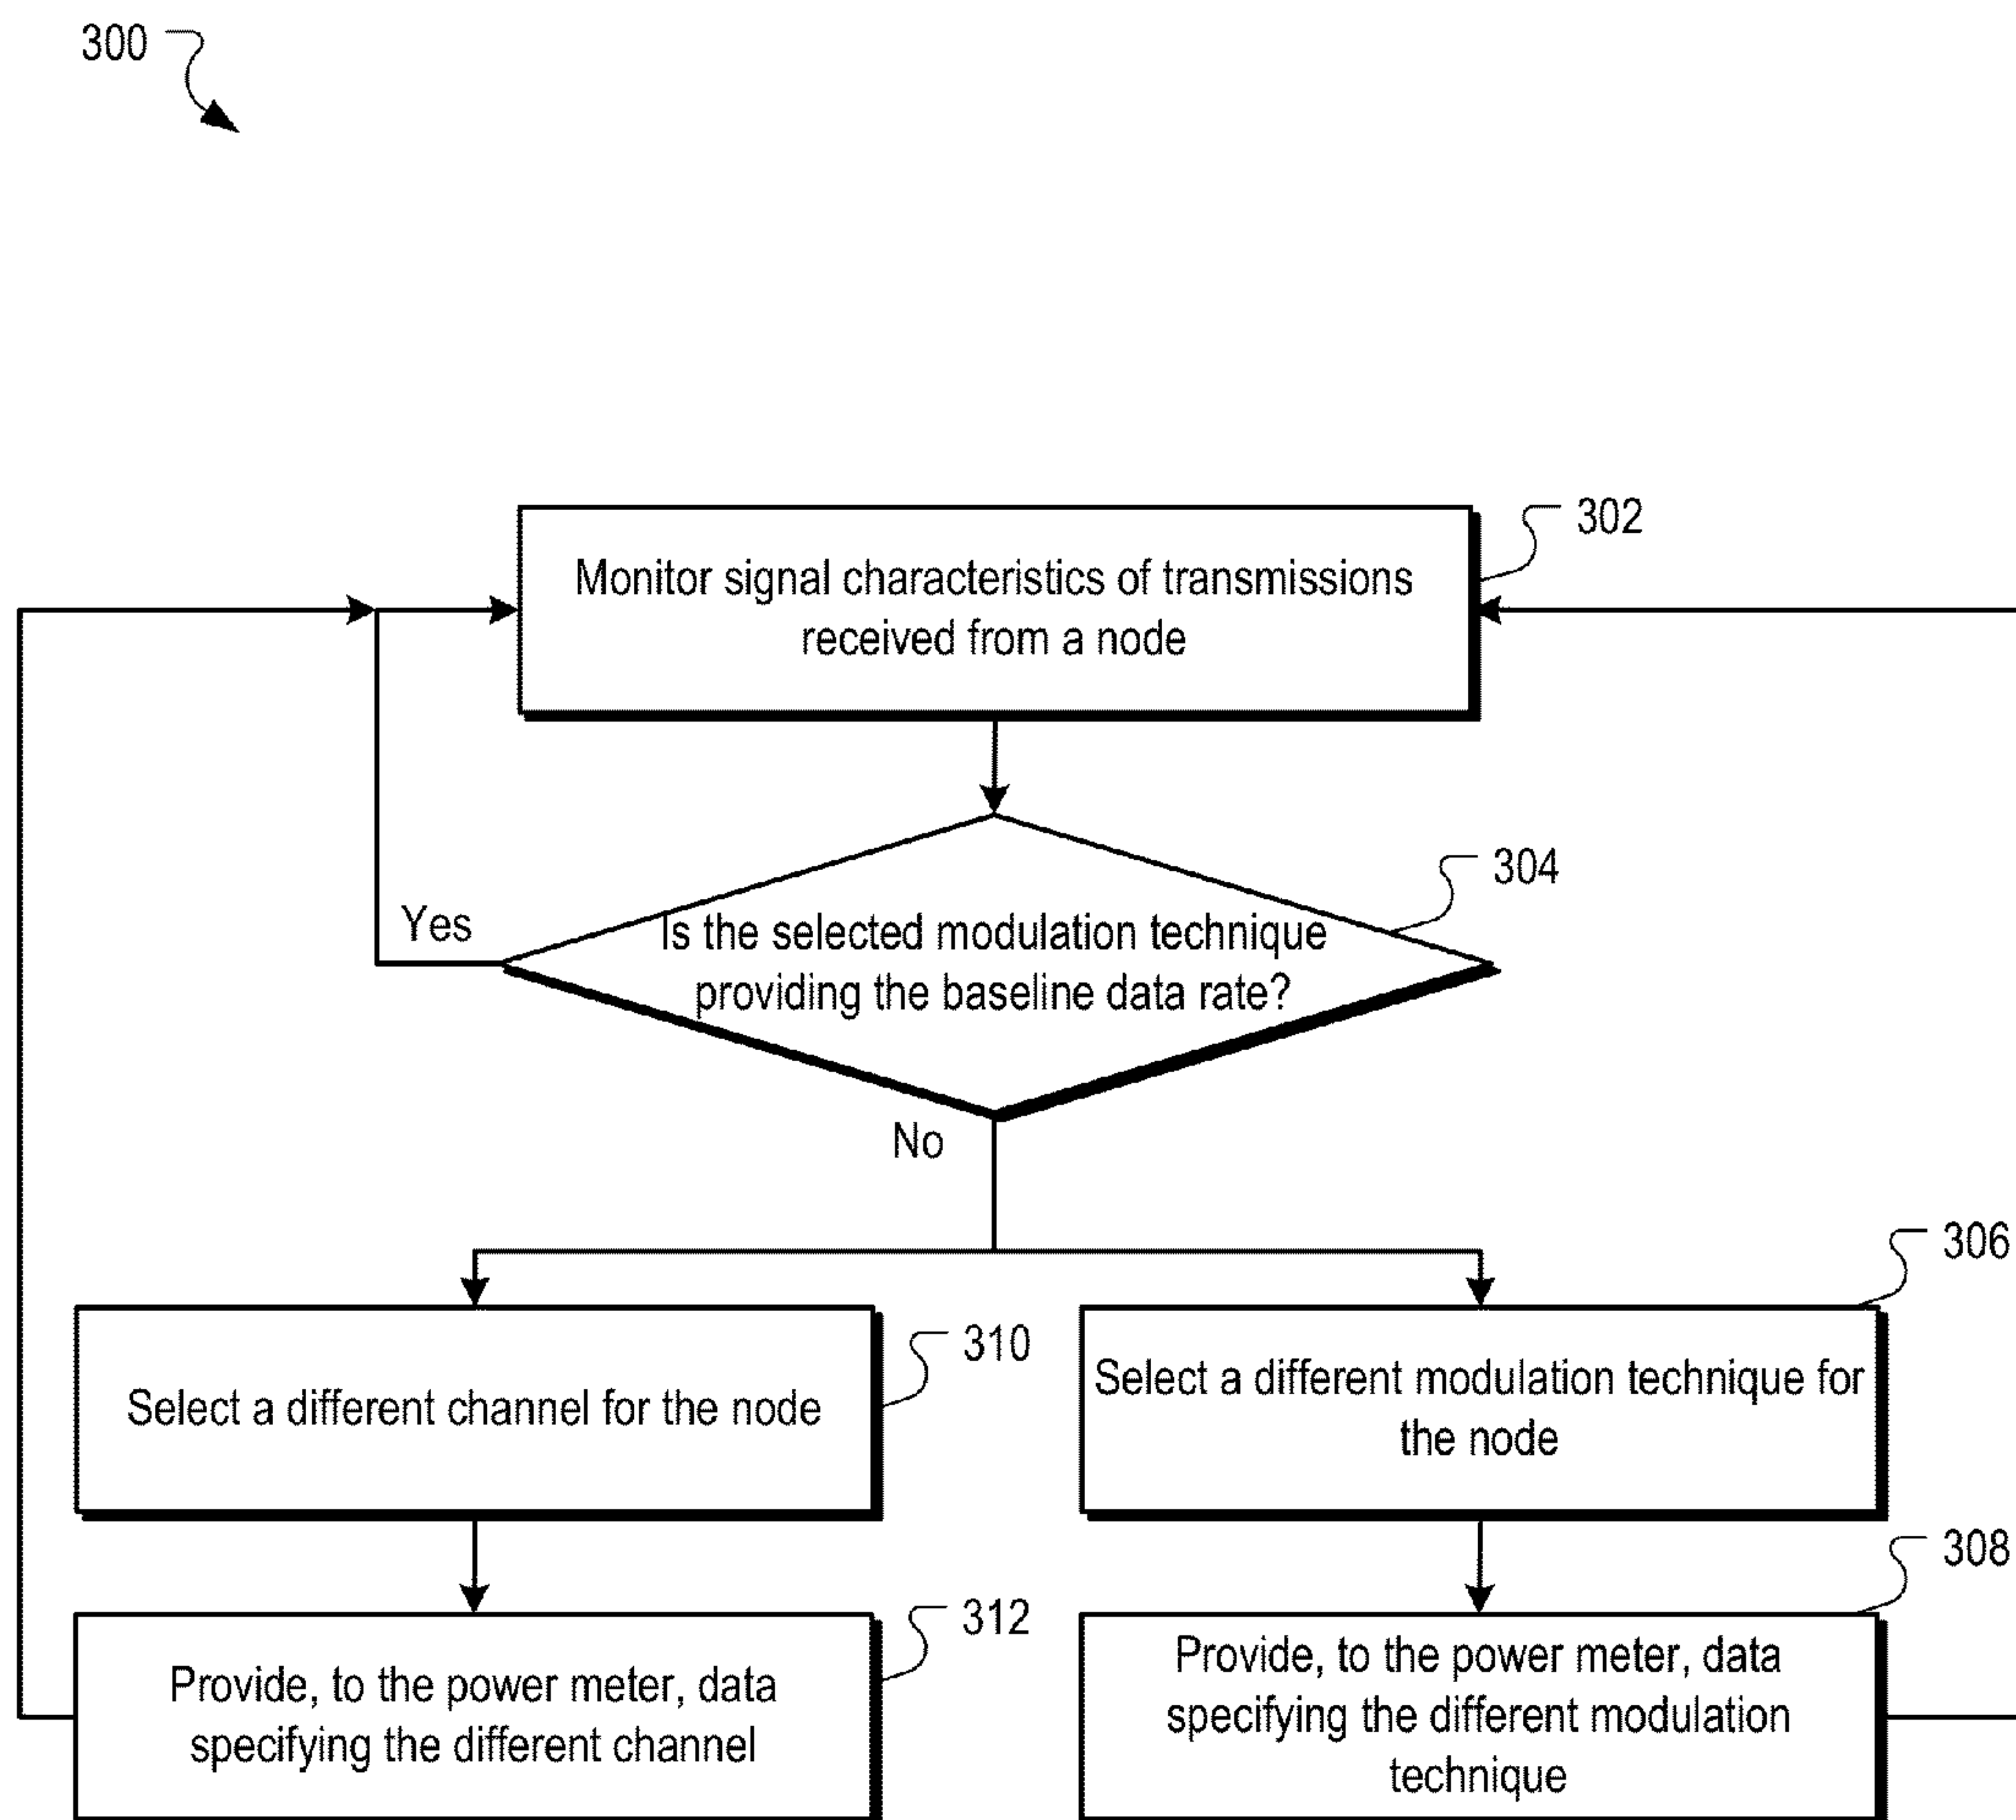 300
302
Monitor signal characteristics of transmissions
received from a node
304
Yes
Is the selected modulation technique
providing the baseline data rate?
No
306
310
Select a different channel for the node
Select a different modulation technique for
the node
308
312
Provide, to the power meter, data
specifying the different channel
Provide, to the power meter, data
specifying the different modulation
technique